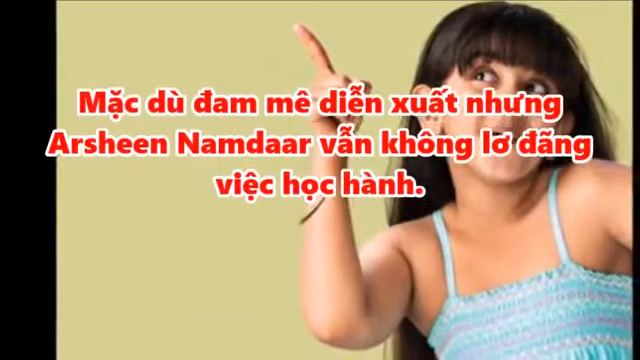 Mặc dù đam mê diễn xuất nhưng
Arsheen Namdaar vẫn không lơ đãng
việc học hành.